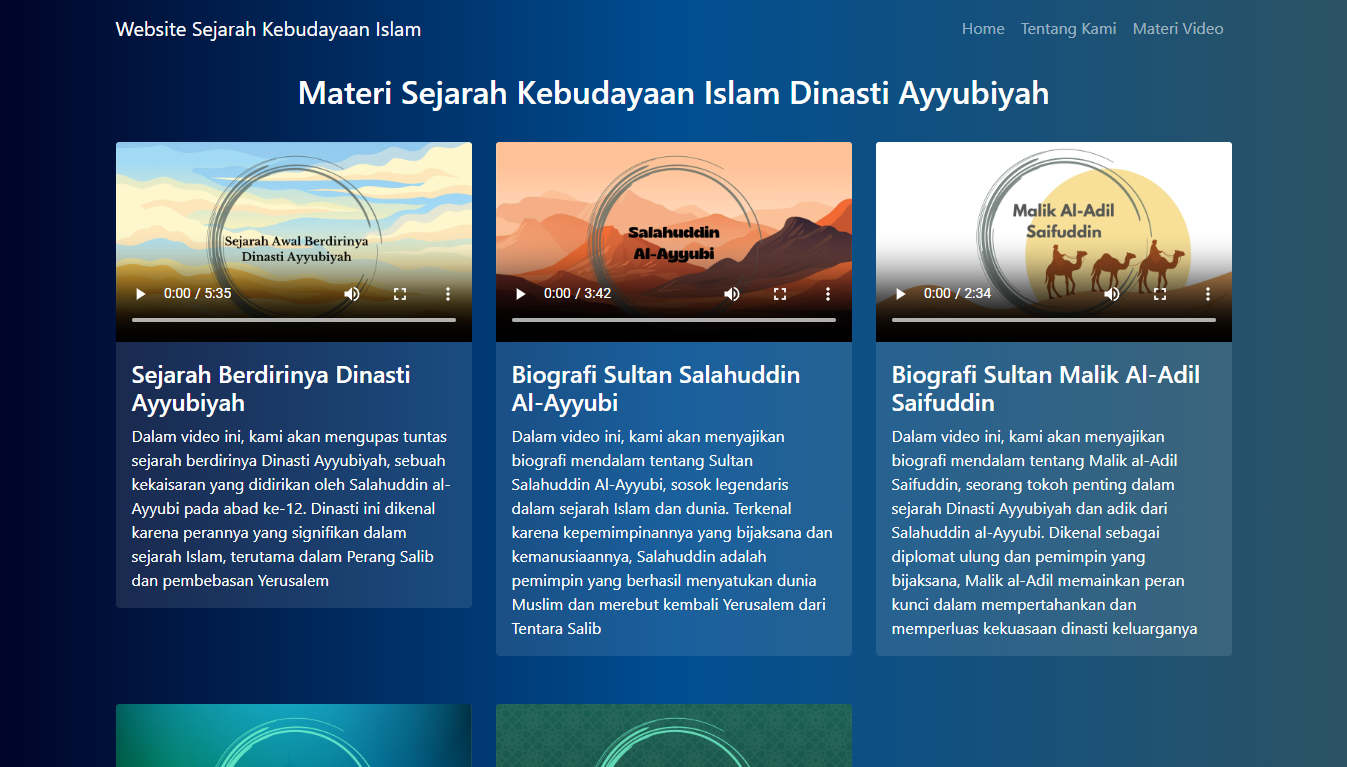 Website Sejarah Kebudayaan Islam
Home
Tentang Kami
Materi Video
Materi Sejarah Kebudayaan Islam Dinasti Ayyubiyah
Sejarah Awal Berdirinya
Dinasti Ayyubiyah
0:00 / 5:35
Sejarah Berdirinya Dinasti
Ayyubiyah
Dalam video ini, kami akan mengupas tuntas
sejarah berdirinya Dinasti Ayyubiyah, sebuah
kekaisaran yang didirikan oleh Salahuddin al-
Ayyubi pada abad ke-12. Dinasti ini dikenal
karena perannya yang signifikan dalam
sejarah Islam, terutama dalam Perang Salib
dan pembebasan Yerusalem
Salahuddin
Al-Ayyubi
0:00 / 3:42
Biografi Sultan Salahuddin
Al-Ayyubi
Dalam video ini, kami akan menyajikan
biografi mendalam tentang Sultan
Salahuddin Al-Ayyubi, sosok legendaris
dalam sejarah Islam dan dunia. Terkenal
karena kepemimpinannya yang bijaksana dan
kemanusiaannya, Salahuddin adalah
pemimpin yang berhasil menyatukan dunia
Muslim dan merebut kembali Yerusalem dari
Tentara Salib
Malik Al-Adil
Saifuddin
0:00 / 2:34
Biografi Sultan Malik Al-Adil
Saifuddin
Dalam video ini, kami akan menyajikan
biografi mendalam tentang Malik al-Adil
Saifuddin, seorang tokoh penting dalam
sejarah Dinasti Ayyubiyah dan adik dari
Salahuddin al-Ayyubi. Dikenal sebagai
diplomat ulung dan pemimpin yang
bijaksana, Malik al-Adil memainkan peran
kunci dalam mempertahankan dan
memperluas kekuasaan dinasti keluarganya